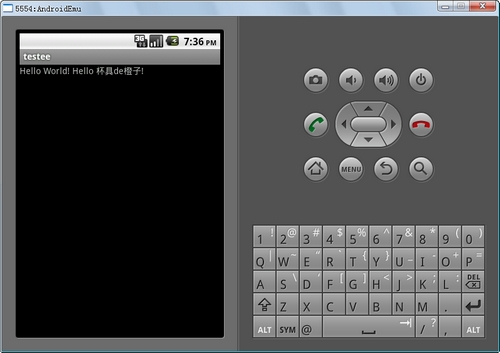 5554:AndroidEmu
3G
7:36 PM
testee
Hello World! Hello 杯具de橙子!
MENU
1 ! 2 @ 3 # 4 $ 5 % 6 ^ 7 & 8 * 9 ( 0 )
Q | W ~ E " R ` T { Y } U _ I - O + P =
A S \ D ' F [ G ] H < J > K ; L : DEL
Z X C V B N M .
ALT SYM @ / ? , ALT